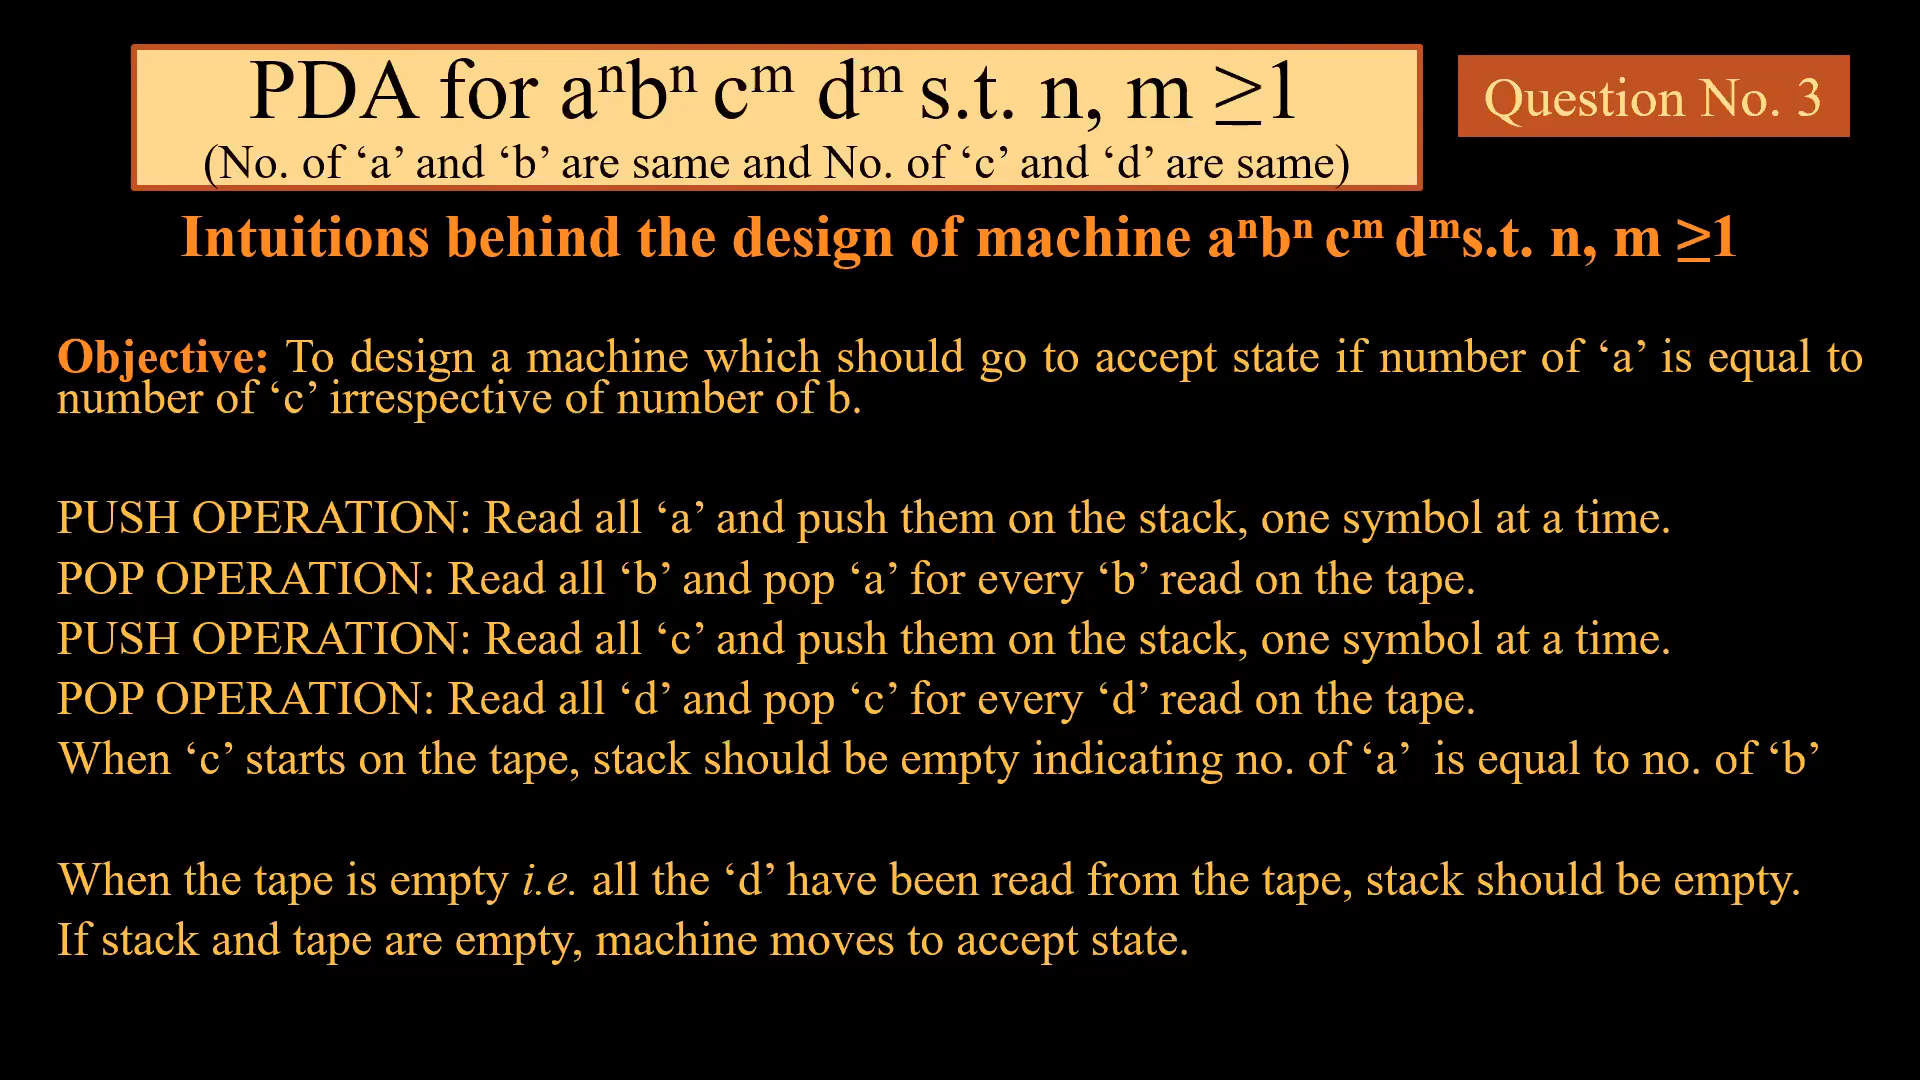 PDA for aⁿbⁿ cᵐ dᵐ s.t. n, m ≥1
(No. of ‘a’ and ‘b’ are same and No. of ‘c’ and ‘d’ are same)
Question No. 3
Intuitions behind the design of machine aⁿbⁿ cᵐ dᵐs.t. n, m ≥1
Objective: To design a machine which should go to accept state if number of ‘a’ is equal to
number of ‘c’ irrespective of number of b.
PUSH OPERATION: Read all ‘a’ and push them on the stack, one symbol at a time.
POP OPERATION: Read all ‘b’ and pop ‘a’ for every ‘b’ read on the tape.
PUSH OPERATION: Read all ‘c’ and push them on the stack, one symbol at a time.
POP OPERATION: Read all ‘d’ and pop ‘c’ for every ‘d’ read on the tape.
When ‘c’ starts on the tape, stack should be empty indicating no. of ‘a’ is equal to no. of ‘b’
When the tape is empty i.e. all the ‘d’ have been read from the tape, stack should be empty.
If stack and tape are empty, machine moves to accept state.